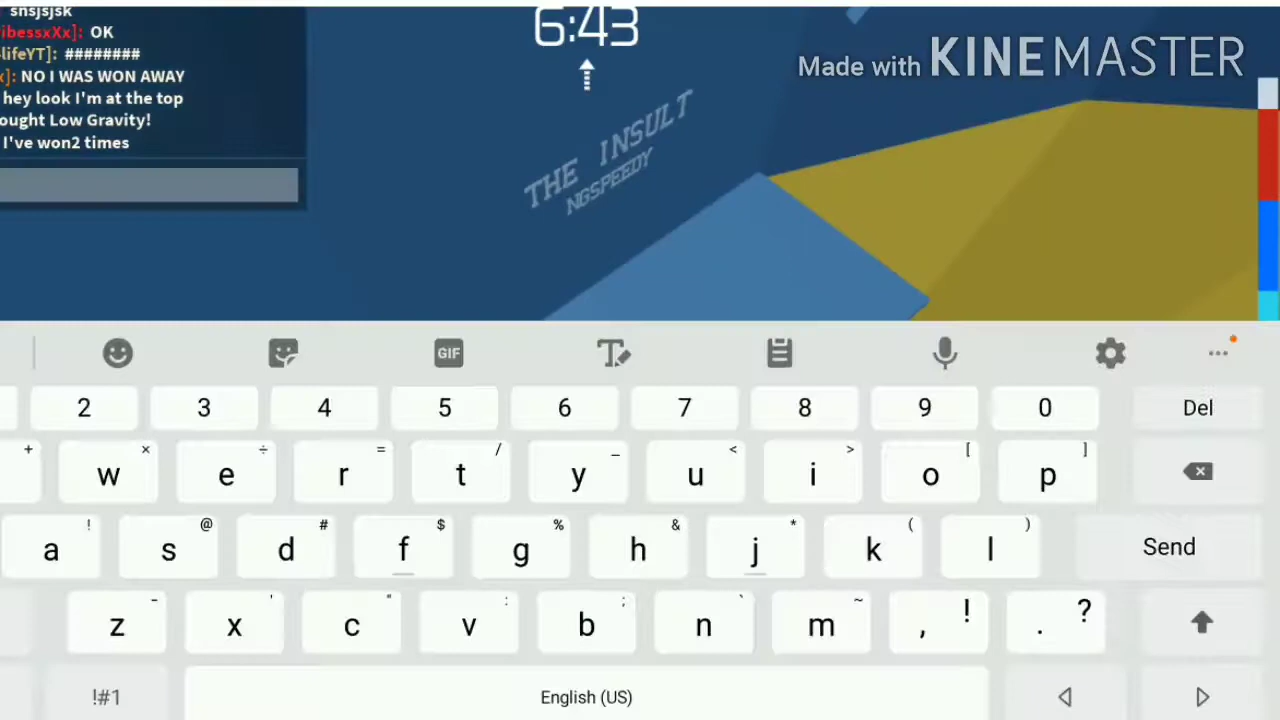 snsjsjsk
ibessxXx]: OK
lifeYT]: ########
x]: NO I WAS WON AWAY
hey look I'm at the top
ought Low Gravity!
I've won2 times
6:43
Made with KINEMASTER
THE INSULT
NGSPEEDY
GIF
2 3 4 5 6 7 8 9 0 Del
+ × ÷ = / _ < > [ ]
w e r t y u i o p
! @ # $ % & * ( )
a s d f g h j k l Send
- ' " : ; ` ~ ! ?
z x c v b n m , .
!#1 English (US)